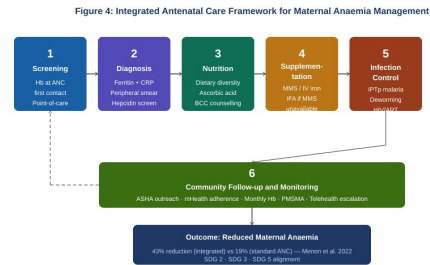 Figure 4: Integrated Antenatal Care Framework for Maternal Anaemia Management
1
Screening
Hb at ANC
first contact
Point-of-care
2
Diagnosis
Ferritin + CRP
Peripheral smear
Hepcidin screen
3
Nutrition
Dietary diversity
Ascorbic acid
BCC counselling
4
Supplemen-
tation
MMS / IV iron
IFA if MMS
unavailable
5
Infection
Control
IPTp malaria
Deworming
HIV/ART
6
Community Follow-up and Monitoring
ASHA outreach · mHealth adherence · Monthly Hb · PMSMA · Telehealth escalation
Outcome: Reduced Maternal Anaemia
43% reduction (integrated) vs 19% (standard ANC) — Menon et al. 2022
SDG 2 · SDG 3 · SDG 5 alignment